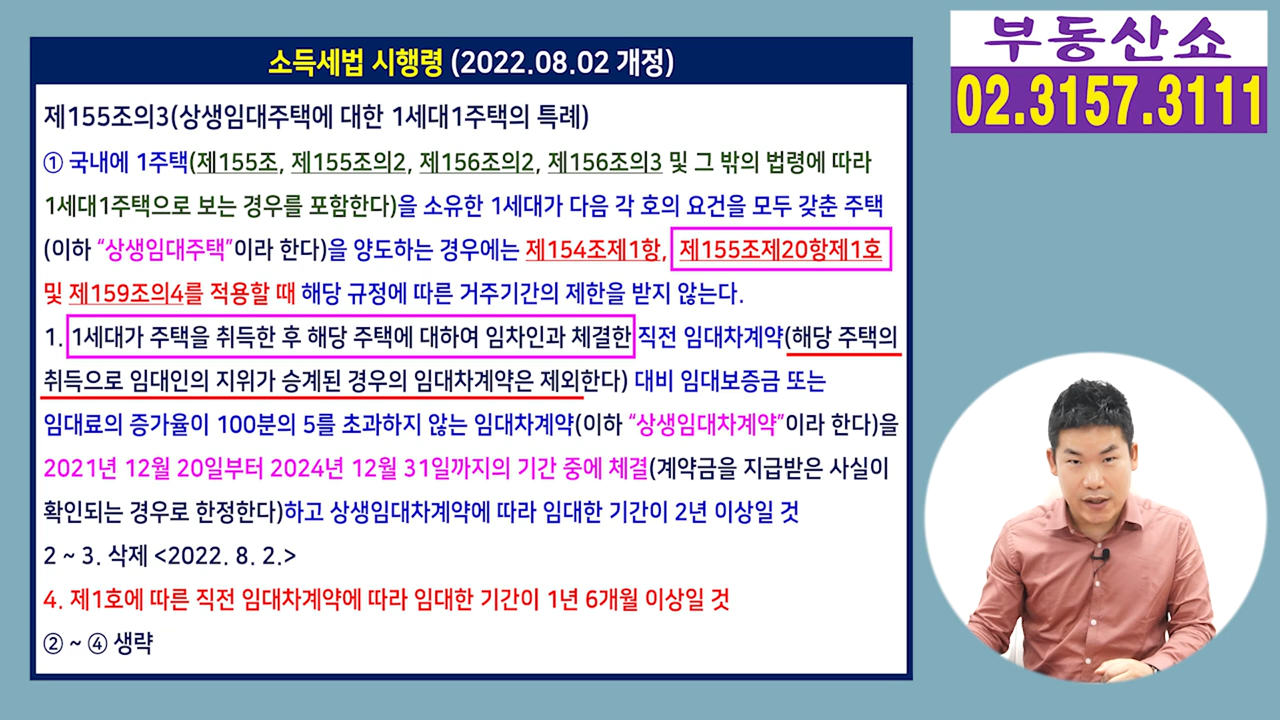 소득세법 시행령 (2022.08.02 개정)
부동산쇼
02.3157.3111
제155조의3(상생임대주택에 대한 1세대1주택의 특례)
① 국내에 1주택(제155조, 제155조의2, 제156조의2, 제156조의3 및 그 밖의 법령에 따라
1세대1주택으로 보는 경우를 포함한다)을 소유한 1세대가 다음 각 호의 요건을 모두 갖춘 주택
(이하 “상생임대주택”이라 한다)을 양도하는 경우에는 제154조제1항, 제155조제20항제1호
및 제159조의4를 적용할 때 해당 규정에 따른 거주기간의 제한을 받지 않는다.
1. 1세대가 주택을 취득한 후 해당 주택에 대하여 임차인과 체결한 직전 임대차계약(해당 주택의
취득으로 임대인의 지위가 승계된 경우의 임대차계약은 제외한다) 대비 임대보증금 또는
임대료의 증가율이 100분의 5를 초과하지 않는 임대차계약(이하 “상생임대차계약”이라 한다)을
2021년 12월 20일부터 2024년 12월 31일까지의 기간 중에 체결(계약금을 지급받은 사실이
확인되는 경우로 한정한다)하고 상생임대차계약에 따라 임대한 기간이 2년 이상일 것
2 ~ 3. 삭제 <2022. 8. 2.>
4. 제1호에 따른 직전 임대차계약에 따라 임대한 기간이 1년 6개월 이상일 것
② ~ ④ 생략